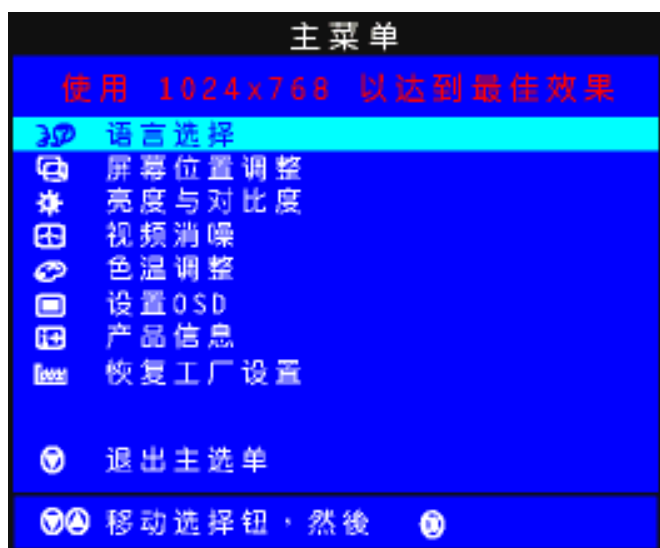 主菜单
使用 1024x768 以达到最佳效果
语言选择
屏幕位置调整
亮度与对比度
视频消噪
色温调整
设置OSD
产品信息
恢复工厂设置
退出主选单
移动选择钮，然後